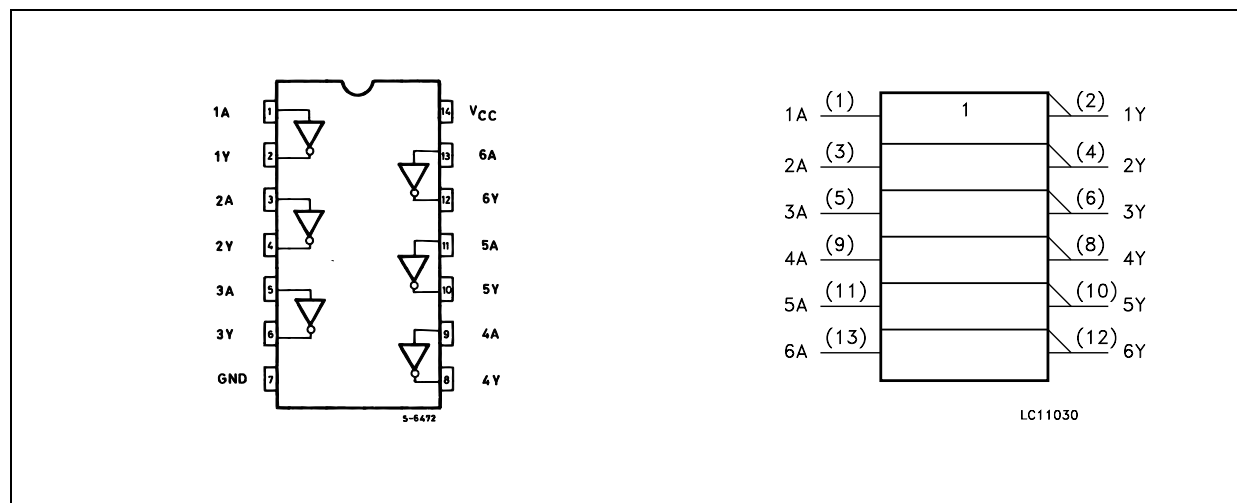 1A 1 14 VCC
1Y 2 13 6A
2A 3 12 6Y
2Y 4 11 5A
3A 5 10 5Y
3Y 6 9 4A
GND 7 8 4Y
S-6472
1A (1) 1 (2) 1Y
2A (3) (4) 2Y
3A (5) (6) 3Y
4A (9) (8) 4Y
5A (11) (10) 5Y
6A (13) (12) 6Y
LC11030